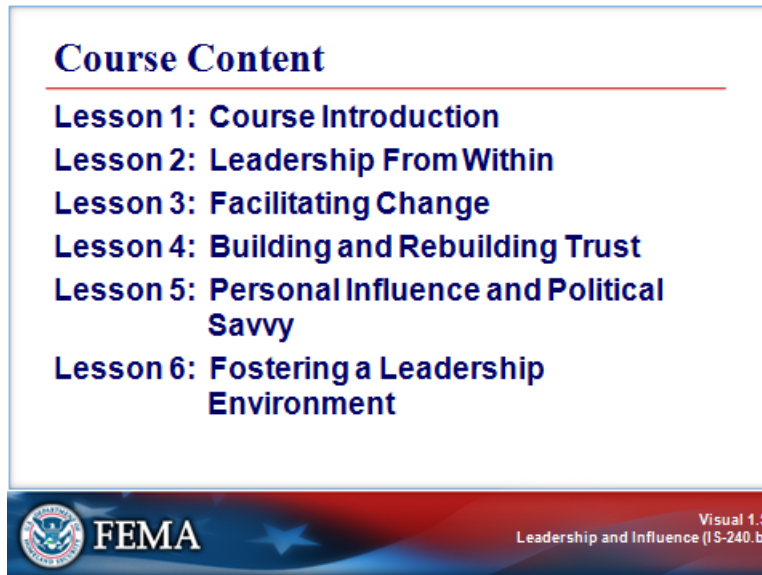 Course Content
Lesson 1: Course Introduction
Lesson 2: Leadership From Within
Lesson 3: Facilitating Change
Lesson 4: Building and Rebuilding Trust
Lesson 5: Personal Influence and Political
Savvy
Lesson 6: Fostering a Leadership
Environment
FEMA
Visual 1.
Leadership and Influence (IS-240.b